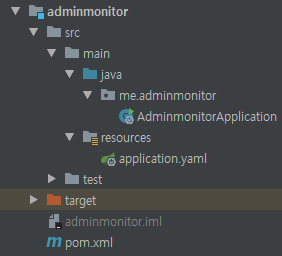 adminmonitor
src
main
java
me.adminmonitor
AdminmonitorApplication
resources
application.yaml
test
target
adminmonitor.iml
pom.xml